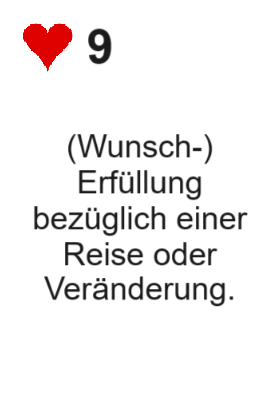 9
(Wunsch-)
Erfüllung
bezüglich einer
Reise oder
Veränderung.